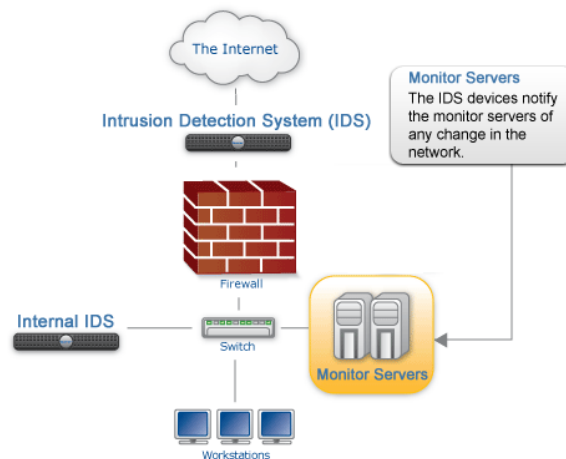 The Internet
Intrusion Detection System (IDS)
Monitor Servers
The IDS devices notify
the monitor servers of
any change in the
network.
Firewall
Internal IDS
Switch
Monitor Servers
Workstations